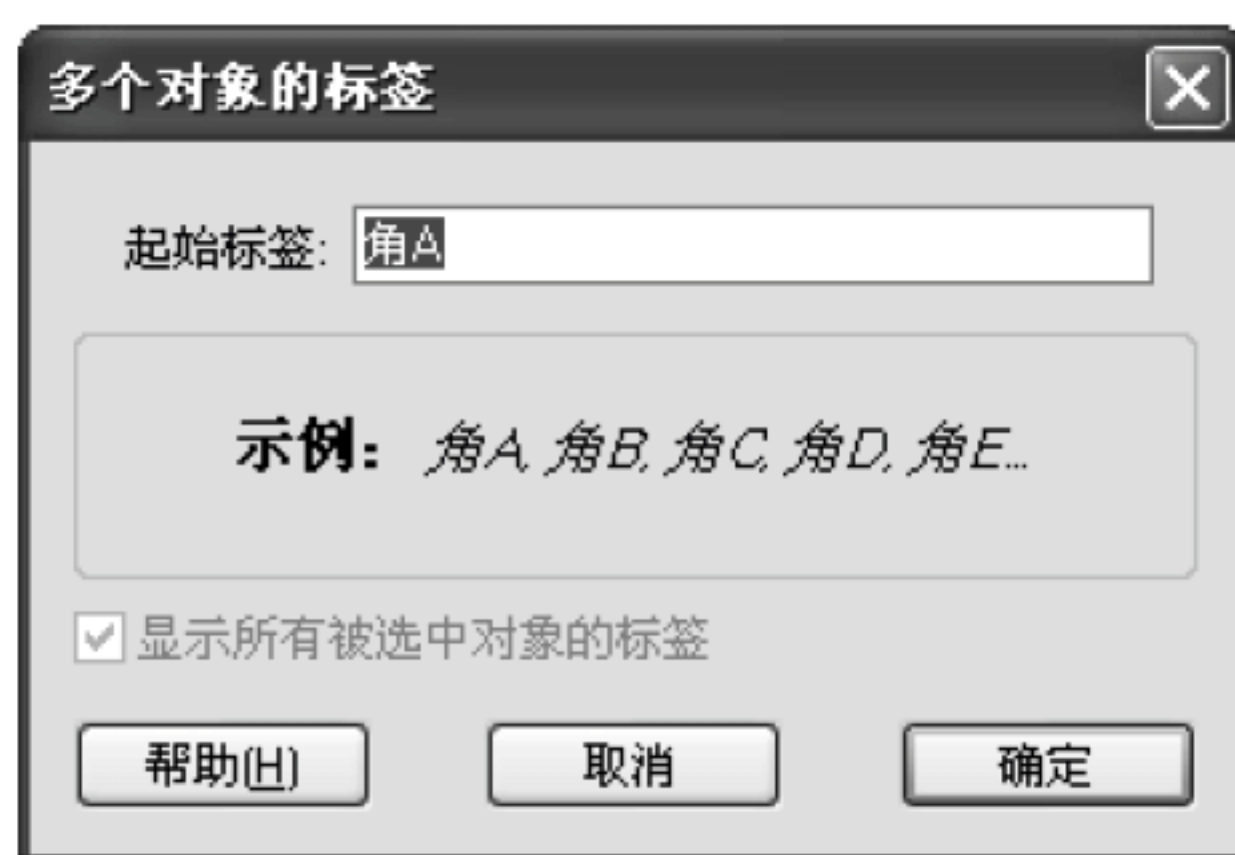 多个对象的标签
起始标签: 角A
示例：角A, 角B, 角C, 角D, 角E...
显示所有被选中对象的标签
帮助(H) 取消 确定